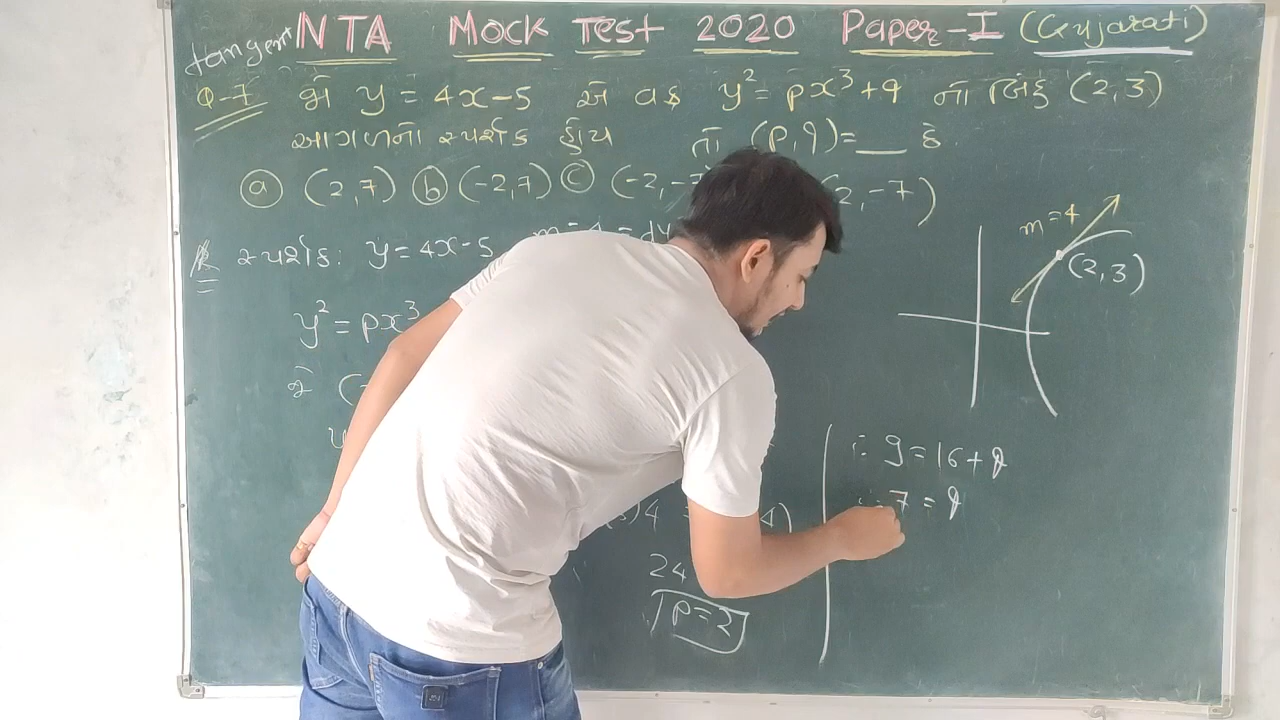 tangent NTA Mock Test 2020 Paper-I (Gujarati)
Q-7 જો y = 4x-5 એ વક્ર y² = px³+q ના બિંદુ (2,3)
આગળનો સ્પર્શક હોય તો (p,q)=__ છે.
a (2,7) b (-2,7) c (-2,-7) (2,-7)
સ્પર્શક: y = 4x-5 m = 4 = dy
y² = px³
m=4
(2,3)
∴ 9 = 16+q
24
7 = q
p=2